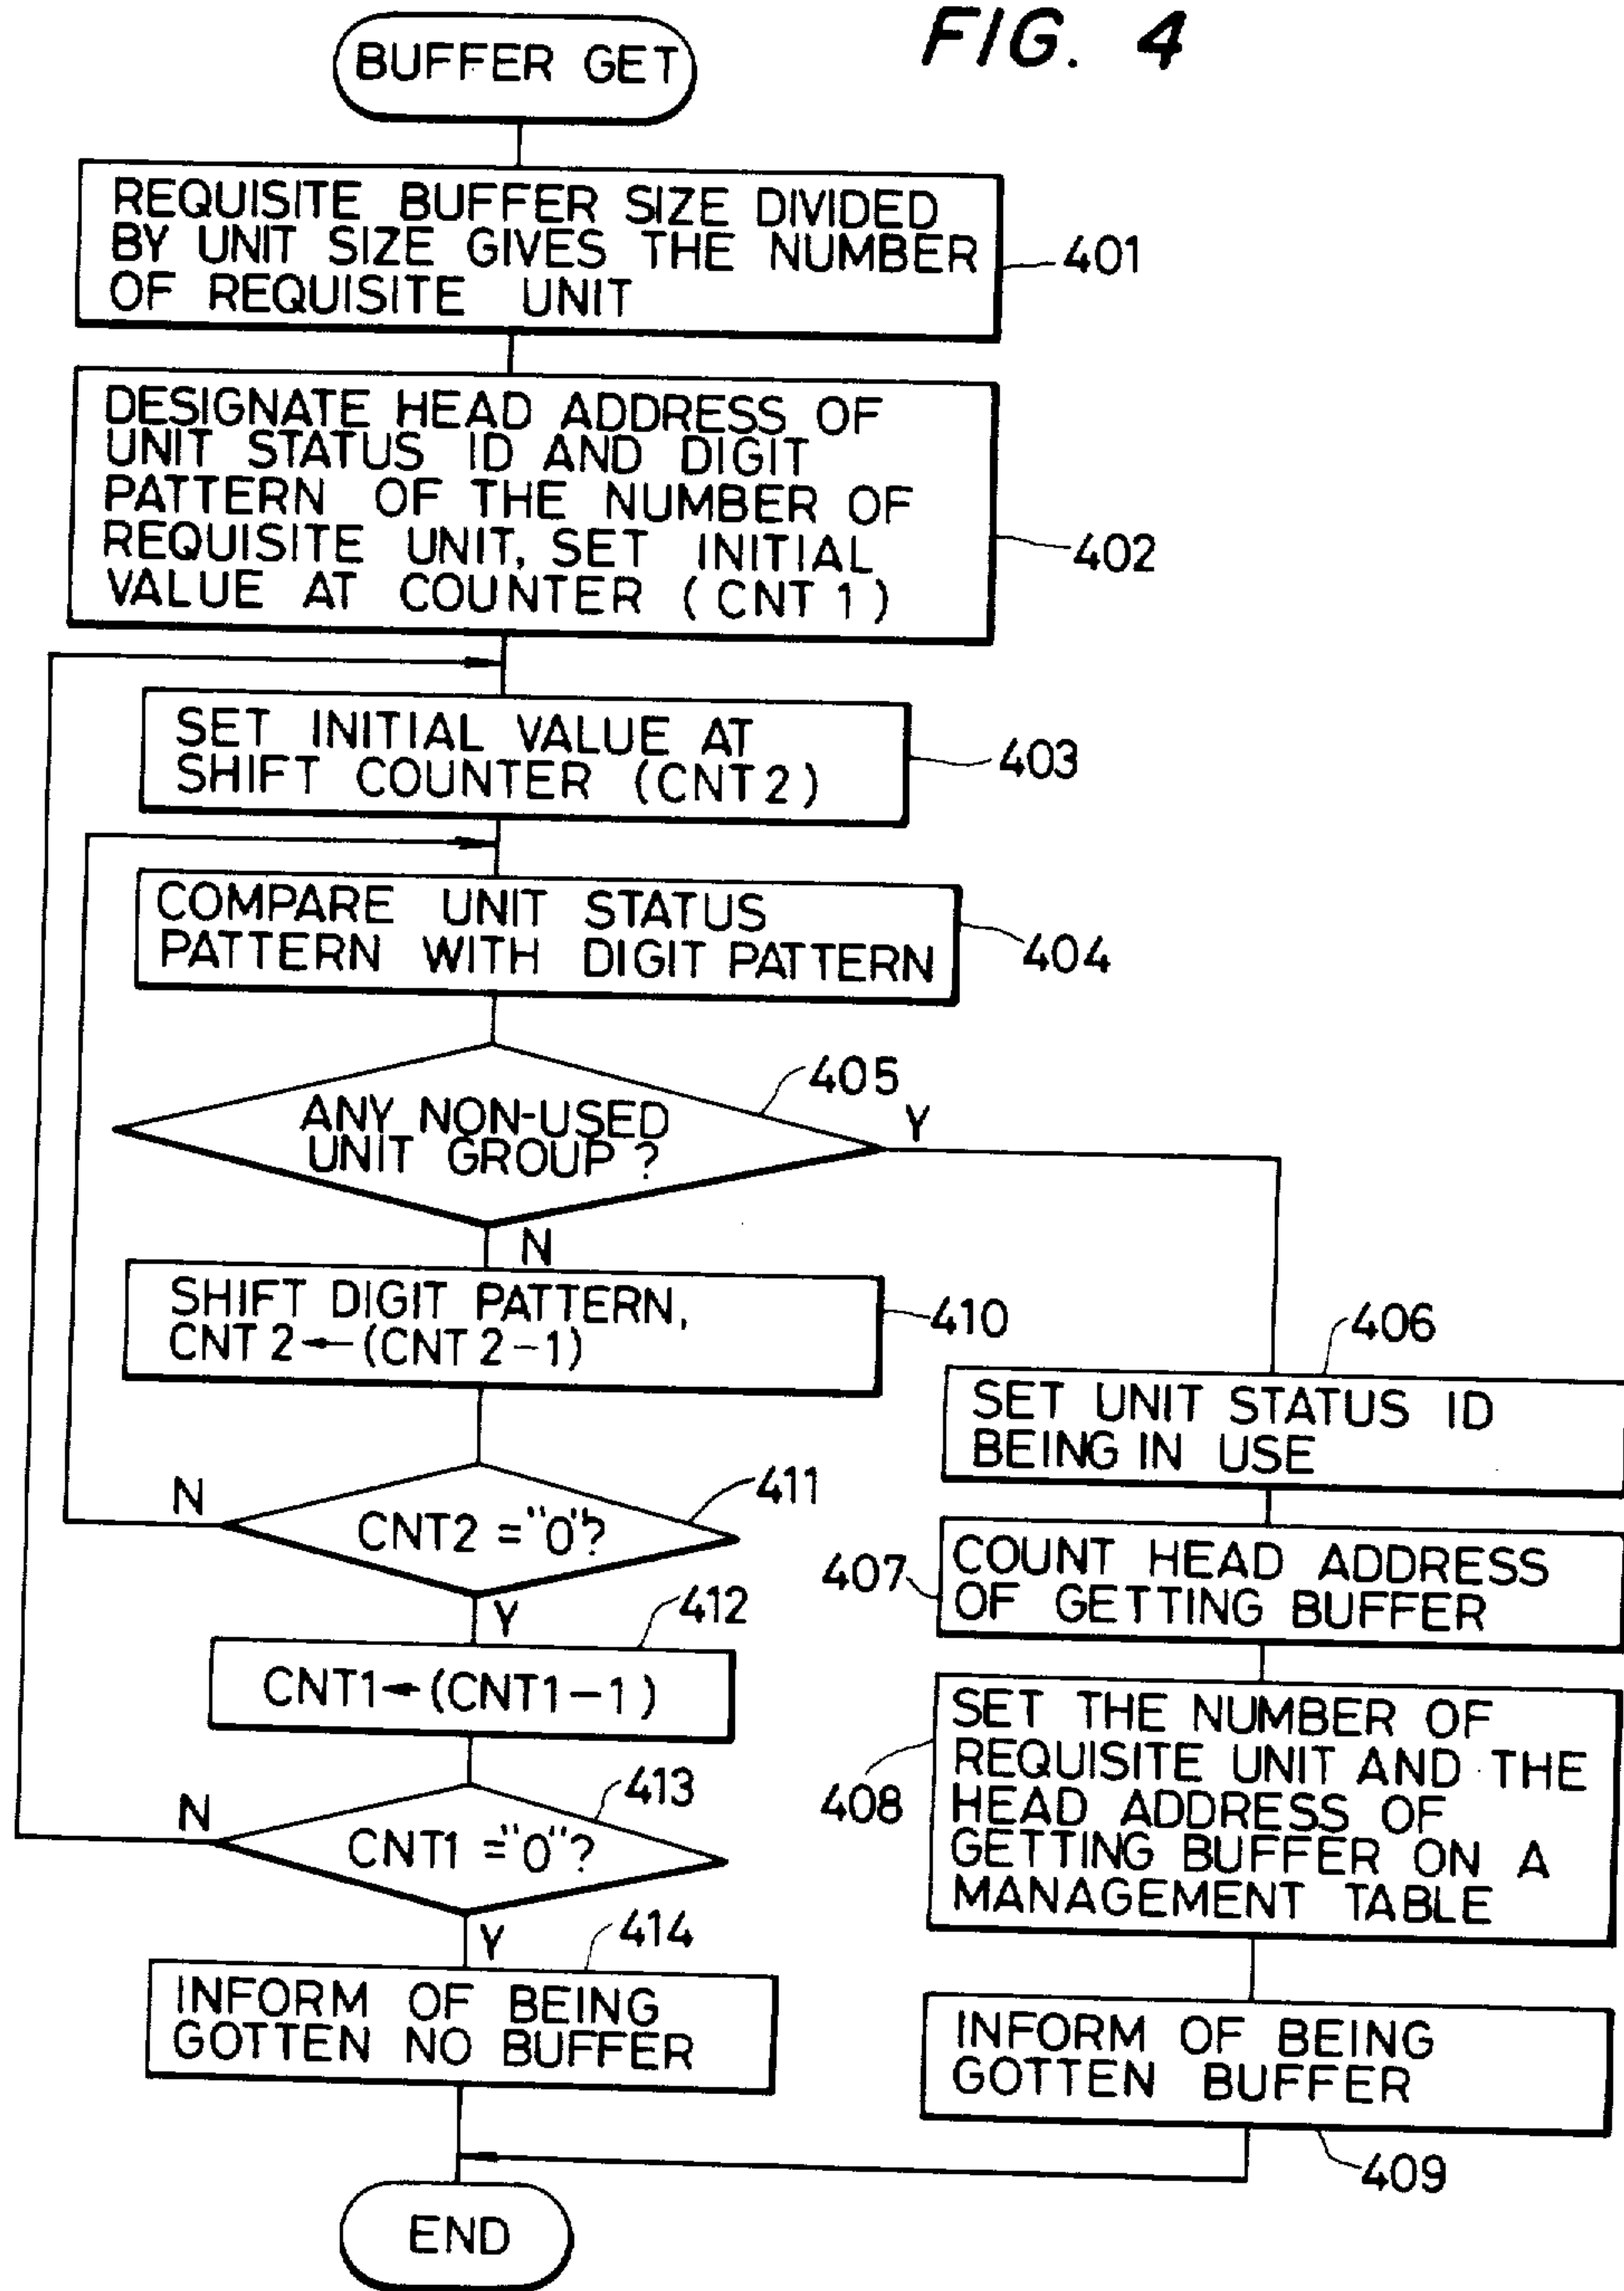 FIG. 4
BUFFER GET
REQUISITE BUFFER SIZE DIVIDED
BY UNIT SIZE GIVES THE NUMBER
OF REQUISITE UNIT
401
DESIGNATE HEAD ADDRESS OF
UNIT STATUS ID AND DIGIT
PATTERN OF THE NUMBER OF
REQUISITE UNIT, SET INITIAL
VALUE AT COUNTER (CNT 1)
402
SET INITIAL VALUE AT
SHIFT COUNTER (CNT 2)
403
COMPARE UNIT STATUS
PATTERN WITH DIGIT PATTERN
404
405
ANY NON-USED
UNIT GROUP?
Y
N
SHIFT DIGIT PATTERN,
CNT 2←(CNT 2-1)
410
406
SET UNIT STATUS ID
BEING IN USE
411
N
CNT2 ="0"?
Y
407
COUNT HEAD ADDRESS
OF GETTING BUFFER
412
CNT1←(CNT1-1)
408
SET THE NUMBER OF
REQUISITE UNIT AND THE
HEAD ADDRESS OF
GETTING BUFFER ON A
MANAGEMENT TABLE
413
N
CNT1 ="0"?
Y
414
INFORM OF BEING
GOTTEN NO BUFFER
INFORM OF BEING
GOTTEN BUFFER
409
END